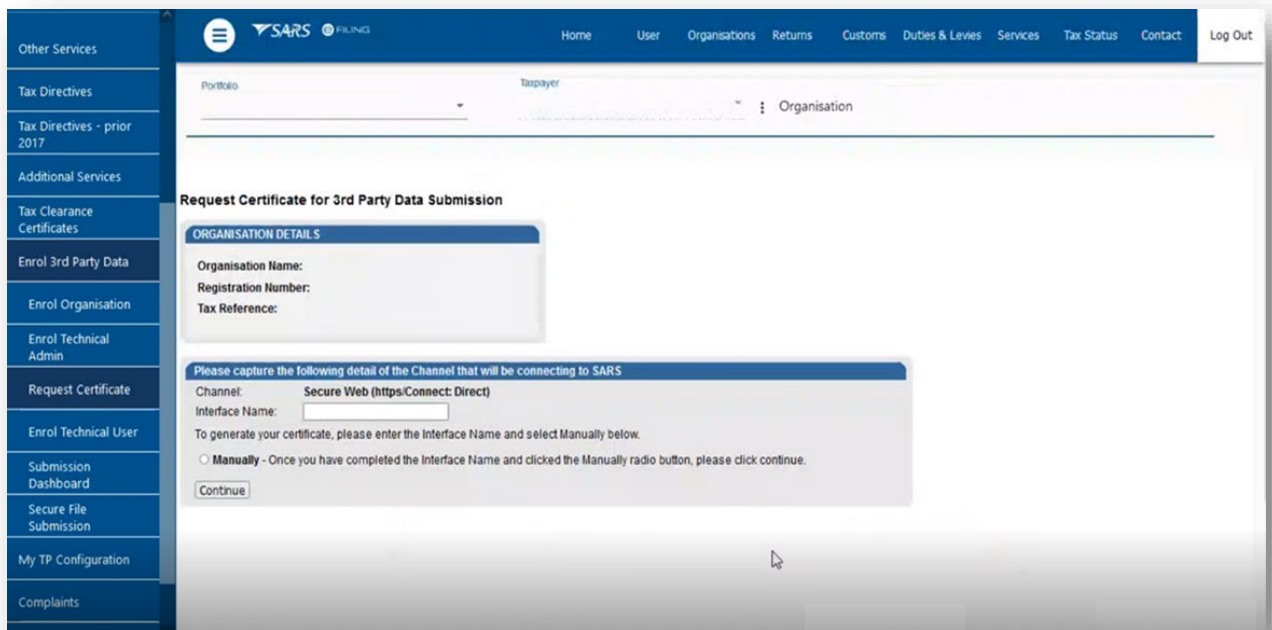 SARS eFILING
Home User Organisations Returns Customs Duties & Levies Services Tax Status Contact Log Out
Other Services
Tax Directives
Tax Directives - prior
2017
Additional Services
Tax Clearance
Certificates
Enrol 3rd Party Data
Enrol Organisation
Enrol Technical
Admin
Request Certificate
Enrol Technical User
Submission
Dashboard
Secure File
Submission
My TP Configuration
Complaints
Portfolio
Taxpayer
Organisation
Request Certificate for 3rd Party Data Submission
ORGANISATION DETAILS
Organisation Name:
Registration Number:
Tax Reference:
Please capture the following detail of the Channel that will be connecting to SARS
Channel: Secure Web (https/Connect: Direct)
Interface Name:
To generate your certificate, please enter the Interface Name and select Manually below.
Manually - Once you have completed the Interface Name and clicked the Manually radio button, please click continue.
Continue